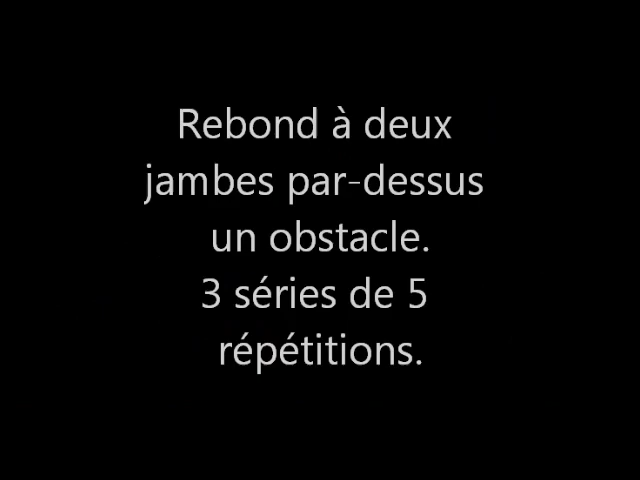 Rebond à deux
jambes par-dessus
un obstacle.
3 séries de 5
répétitions.